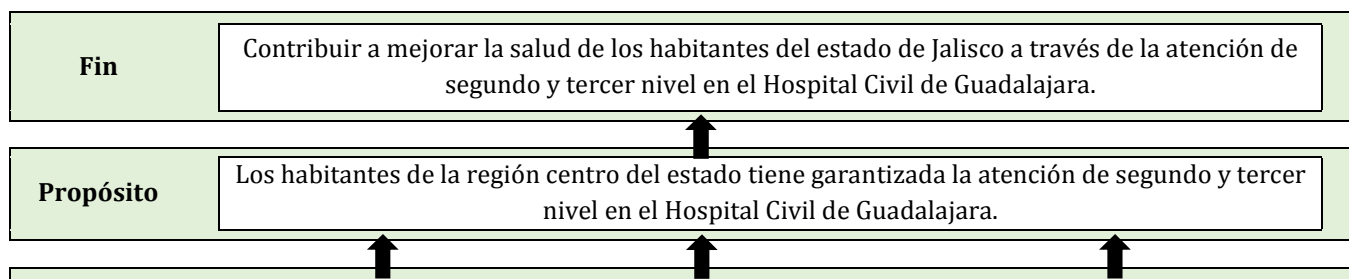 Fin
Contribuir a mejorar la salud de los habitantes del estado de Jalisco a través de la atención de
segundo y tercer nivel en el Hospital Civil de Guadalajara.
Propósito
Los habitantes de la región centro del estado tiene garantizada la atención de segundo y tercer
nivel en el Hospital Civil de Guadalajara.